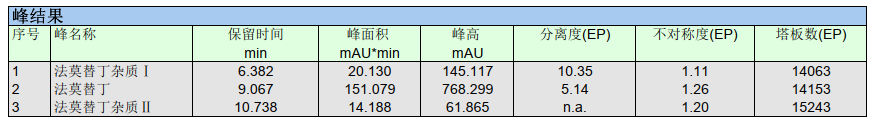 峰结果
序号 峰名称 保留时间 峰面积 峰高 分离度(EP) 不对称度(EP) 塔板数(EP)
min mAU*min mAU
1 法莫替丁杂质Ⅰ 6.382 20.130 145.117 10.35 1.11 14063
2 法莫替丁 9.067 151.079 768.299 5.14 1.26 14153
3 法莫替丁杂质Ⅱ 10.738 14.188 61.865 n.a. 1.20 15243